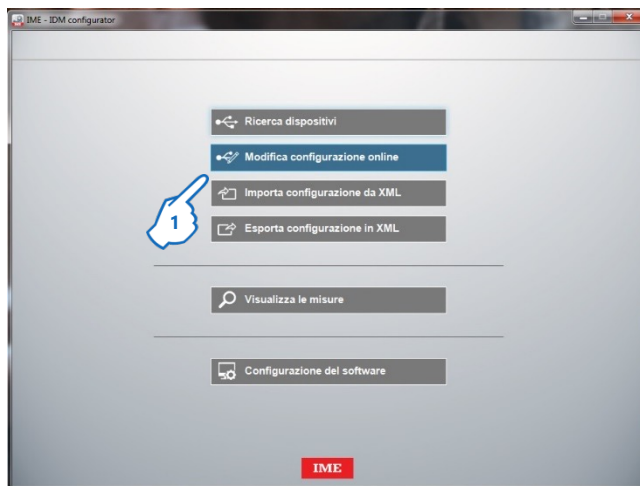 IME - IDM configurator
Ricerca dispositivi
Modifica configurazione online
Importa configurazione da XML
1
Esporta configurazione in XML
Visualizza le misure
Configurazione del software
IME